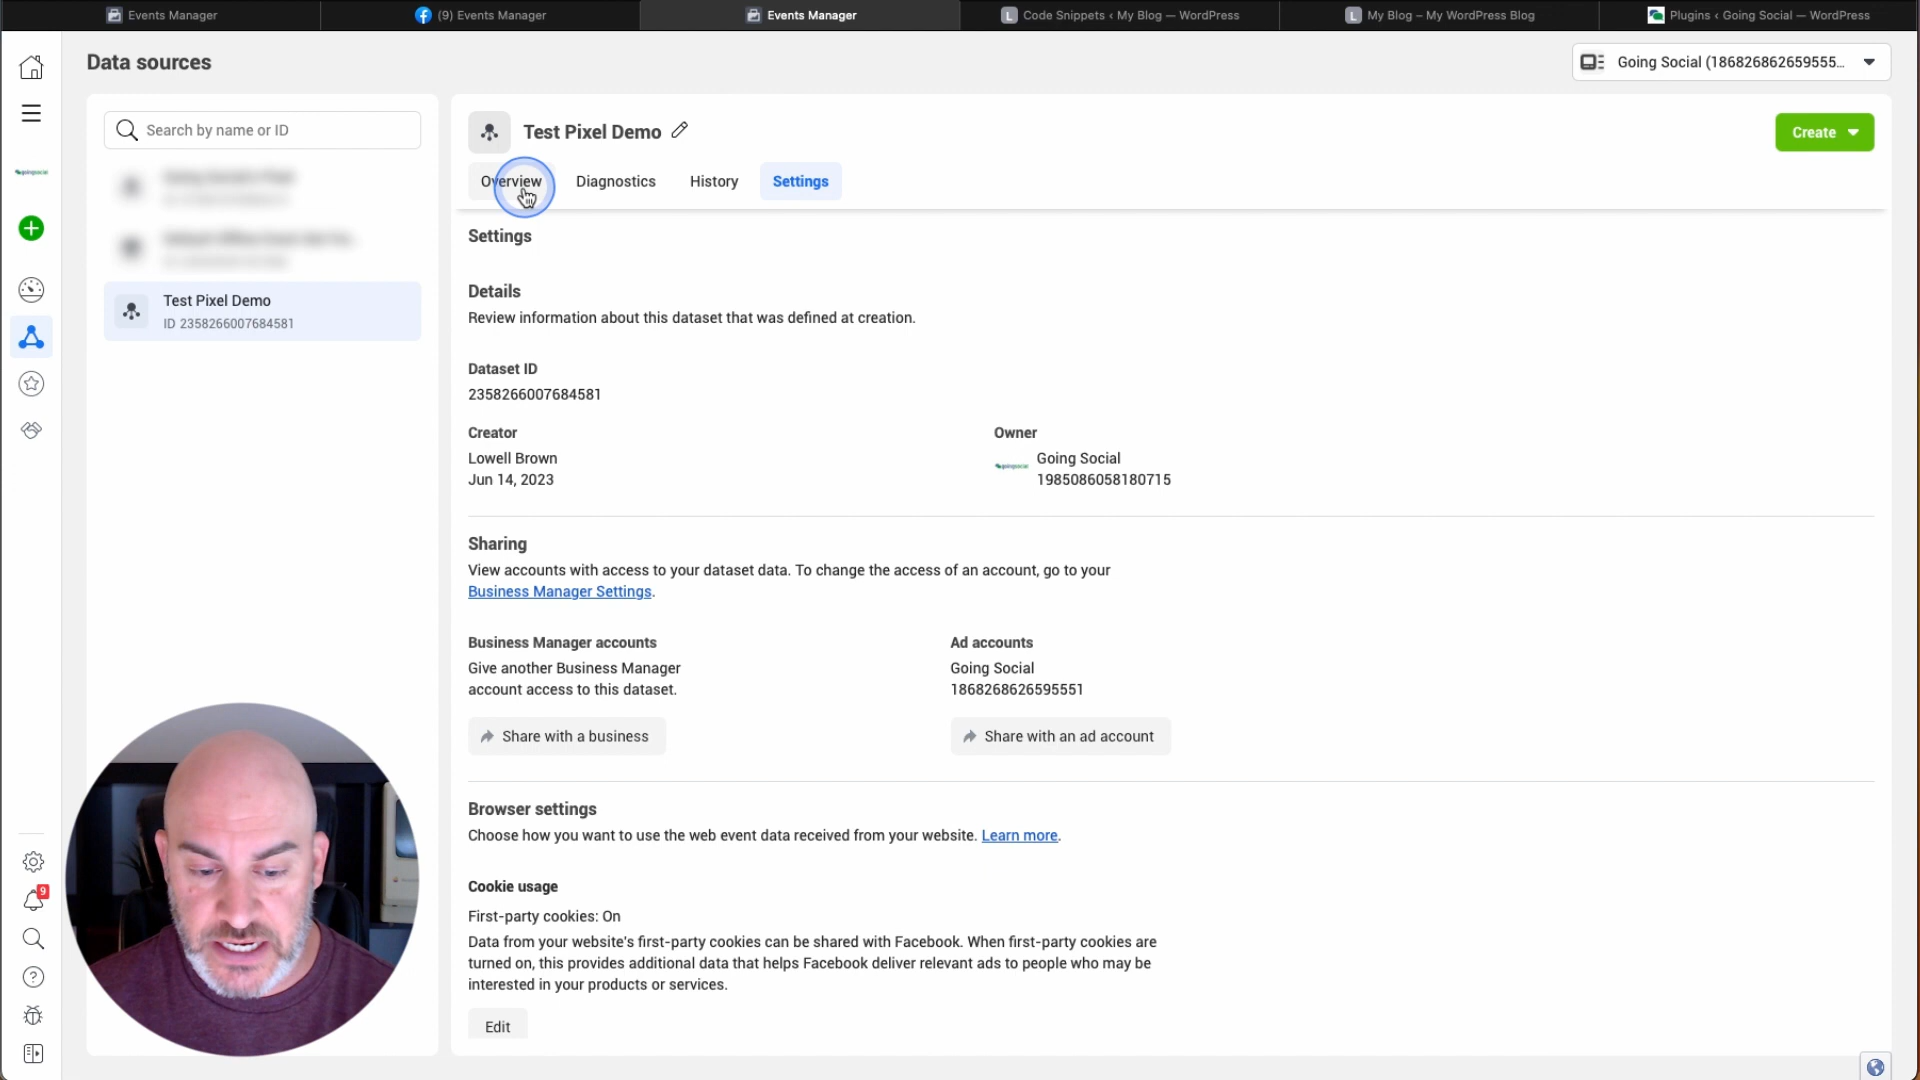 Events Manager
(9) Events Manager
Events Manager
Code Snippets ‹ My Blog — WordPress
My Blog – My WordPress Blog
Plugins ‹ Going Social — WordPress
Data sources
Going Social (186826862659555...
Search by name or ID
Test Pixel Demo
ID 2358266007684581
Test Pixel Demo
Create
Overview
Diagnostics
History
Settings
Settings
Details
Review information about this dataset that was defined at creation.
Dataset ID
2358266007684581
Creator
Lowell Brown
Jun 14, 2023
Owner
goingsocial
Going Social
1985086058180715
Sharing
View accounts with access to your dataset data. To change the access of an account, go to your
Business Manager Settings.
Business Manager accounts
Give another Business Manager
account access to this dataset.
Share with a business
Ad accounts
Going Social
1868268626595551
Share with an ad account
Browser settings
Choose how you want to use the web event data received from your website. Learn more.
Cookie usage
First-party cookies: On
Data from your website's first-party cookies can be shared with Facebook. When first-party cookies are
turned on, this provides additional data that helps Facebook deliver relevant ads to people who may be
interested in your products or services.
Edit
goingsocial
9